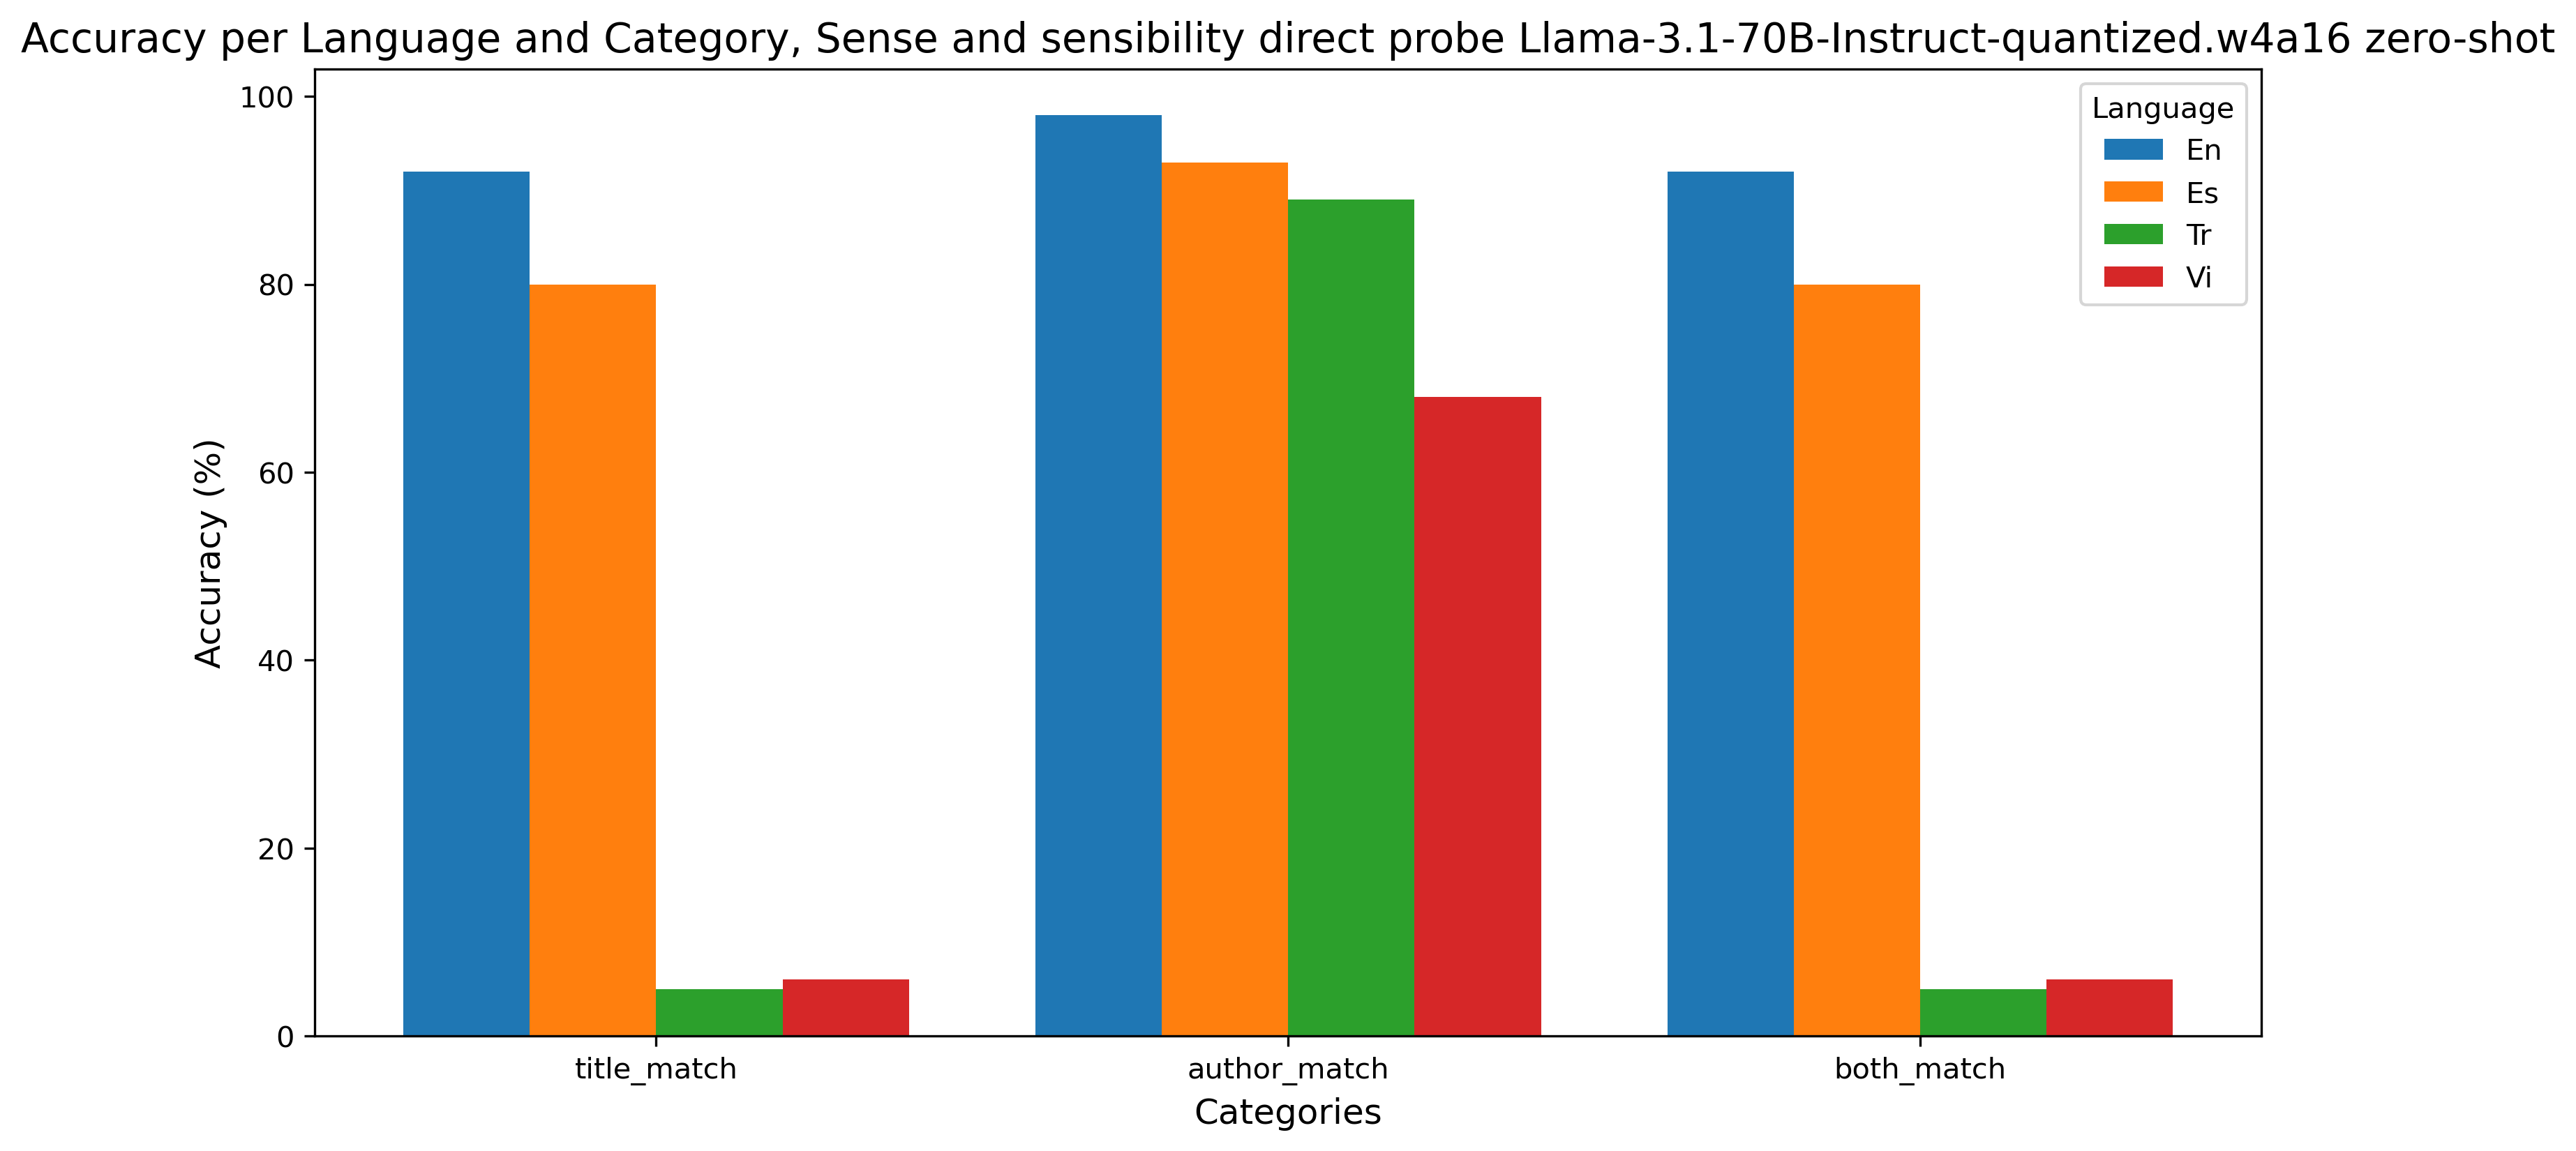 Accuracy per Language and Category, Sense and sensibility direct probe Llama-3.1-70B-Instruct-quantized.w4a16 zero-shot
Language
En
Es
Tr
Vi
Accuracy (%)
100
80
60
40
20
0
title_match
author_match
both_match
Categories